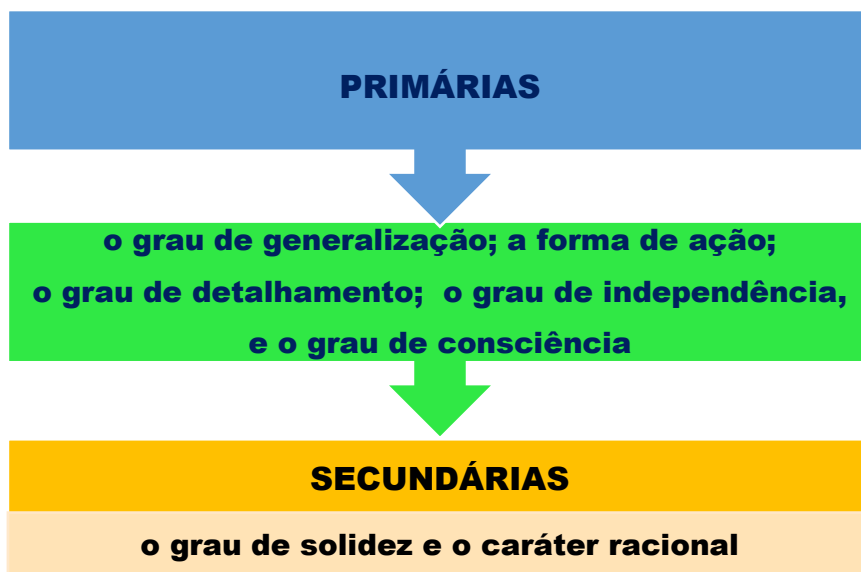 PRIMÁRIAS
o grau de generalização; a forma de ação;
o grau de detalhamento; o grau de independência,
e o grau de consciência
SECUNDÁRIAS
o grau de solidez e o caráter racional